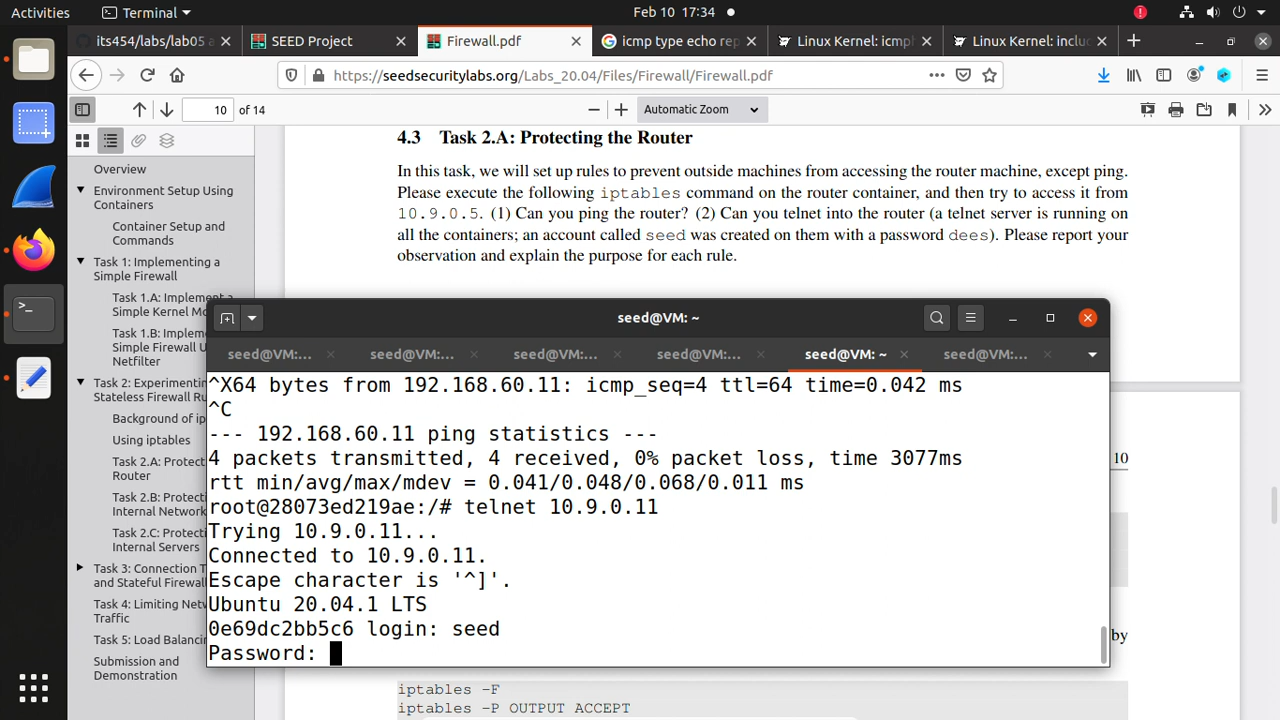 Activities
Terminal
Feb 10 17:34
its454/labs/lab05 a
SEED Project
Firewall.pdf
icmp type echo rep
Linux Kernel: icmph
Linux Kernel: inclu
https://seedsecuritylabs.org/Labs_20.04/Files/Firewall/Firewall.pdf
10 of 14
Automatic Zoom
Overview
Environment Setup Using
Containers
Container Setup and
Commands
Task 1: Implementing a
Simple Firewall
Task 1.A: Implement a
Simple Kernel Mo
Task 1.B: Impleme
Simple Firewall U
Netfilter
Task 2: Experimenting
Stateless Firewall Ru
Background of ip
Using iptables
Task 2.A: Protect
Router
Task 2.B: Protecti
Internal Network
Task 2.C: Protecti
Internal Servers
Task 3: Connection T
and Stateful Firewall
Task 4: Limiting Netw
Traffic
Task 5: Load Balancin
Submission and
Demonstration
4.3 Task 2.A: Protecting the Router
In this task, we will set up rules to prevent outside machines from accessing the router machine, except ping.
Please execute the following iptables command on the router container, and then try to access it from
10.9.0.5. (1) Can you ping the router? (2) Can you telnet into the router (a telnet server is running on
all the containers; an account called seed was created on them with a password dees). Please report your
observation and explain the purpose for each rule.
seed@VM: ~
seed@VM:...
seed@VM:...
seed@VM:...
seed@VM:...
seed@VM: ~
seed@VM:...
^X64 bytes from 192.168.60.11: icmp_seq=4 ttl=64 time=0.042 ms
^C
--- 192.168.60.11 ping statistics ---
4 packets transmitted, 4 received, 0% packet loss, time 3077ms
rtt min/avg/max/mdev = 0.041/0.048/0.068/0.011 ms
root@28073ed219ae:/# telnet 10.9.0.11
Trying 10.9.0.11...
Connected to 10.9.0.11.
Escape character is '^]'.
Ubuntu 20.04.1 LTS
0e69dc2bb5c6 login: seed
Password:
10
by
iptables -F
iptables -P OUTPUT ACCEPT